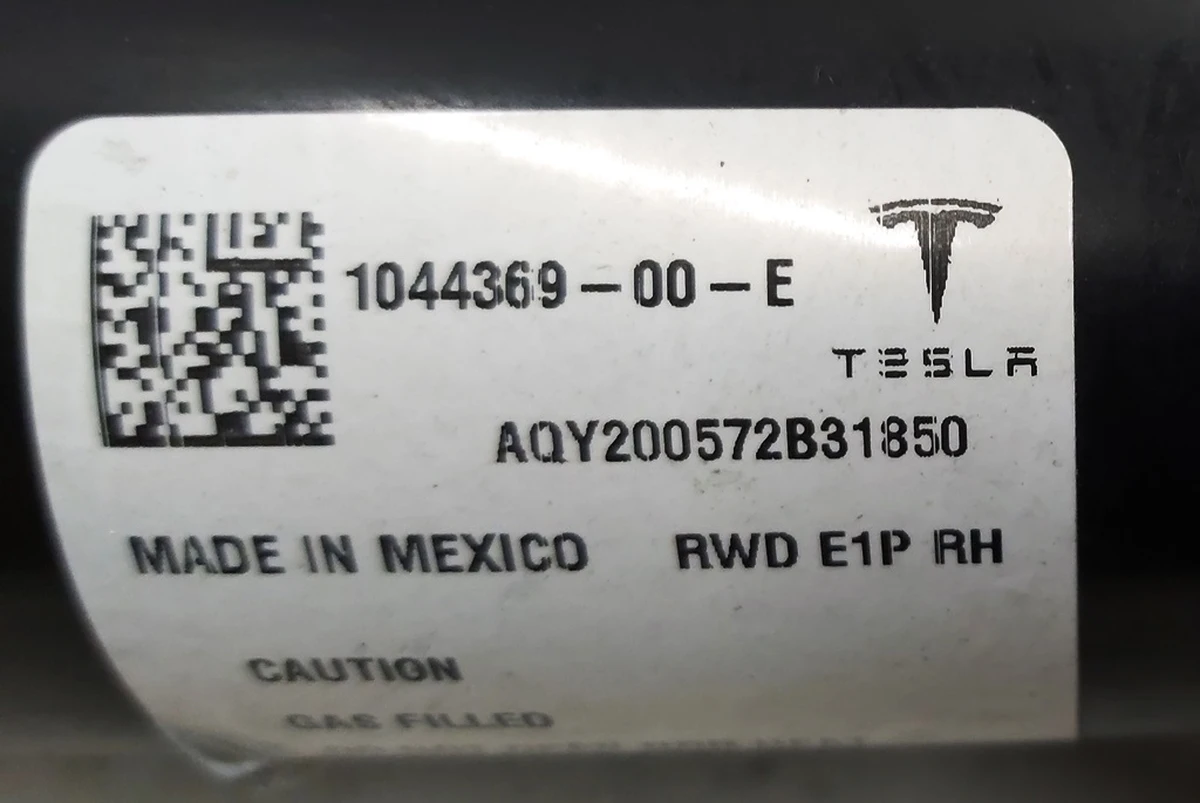 1044369-00-E
TESLA
AQY200572B31850
MADE IN MEXICO RWD E1P RH
CAUTION
GAS FILLED